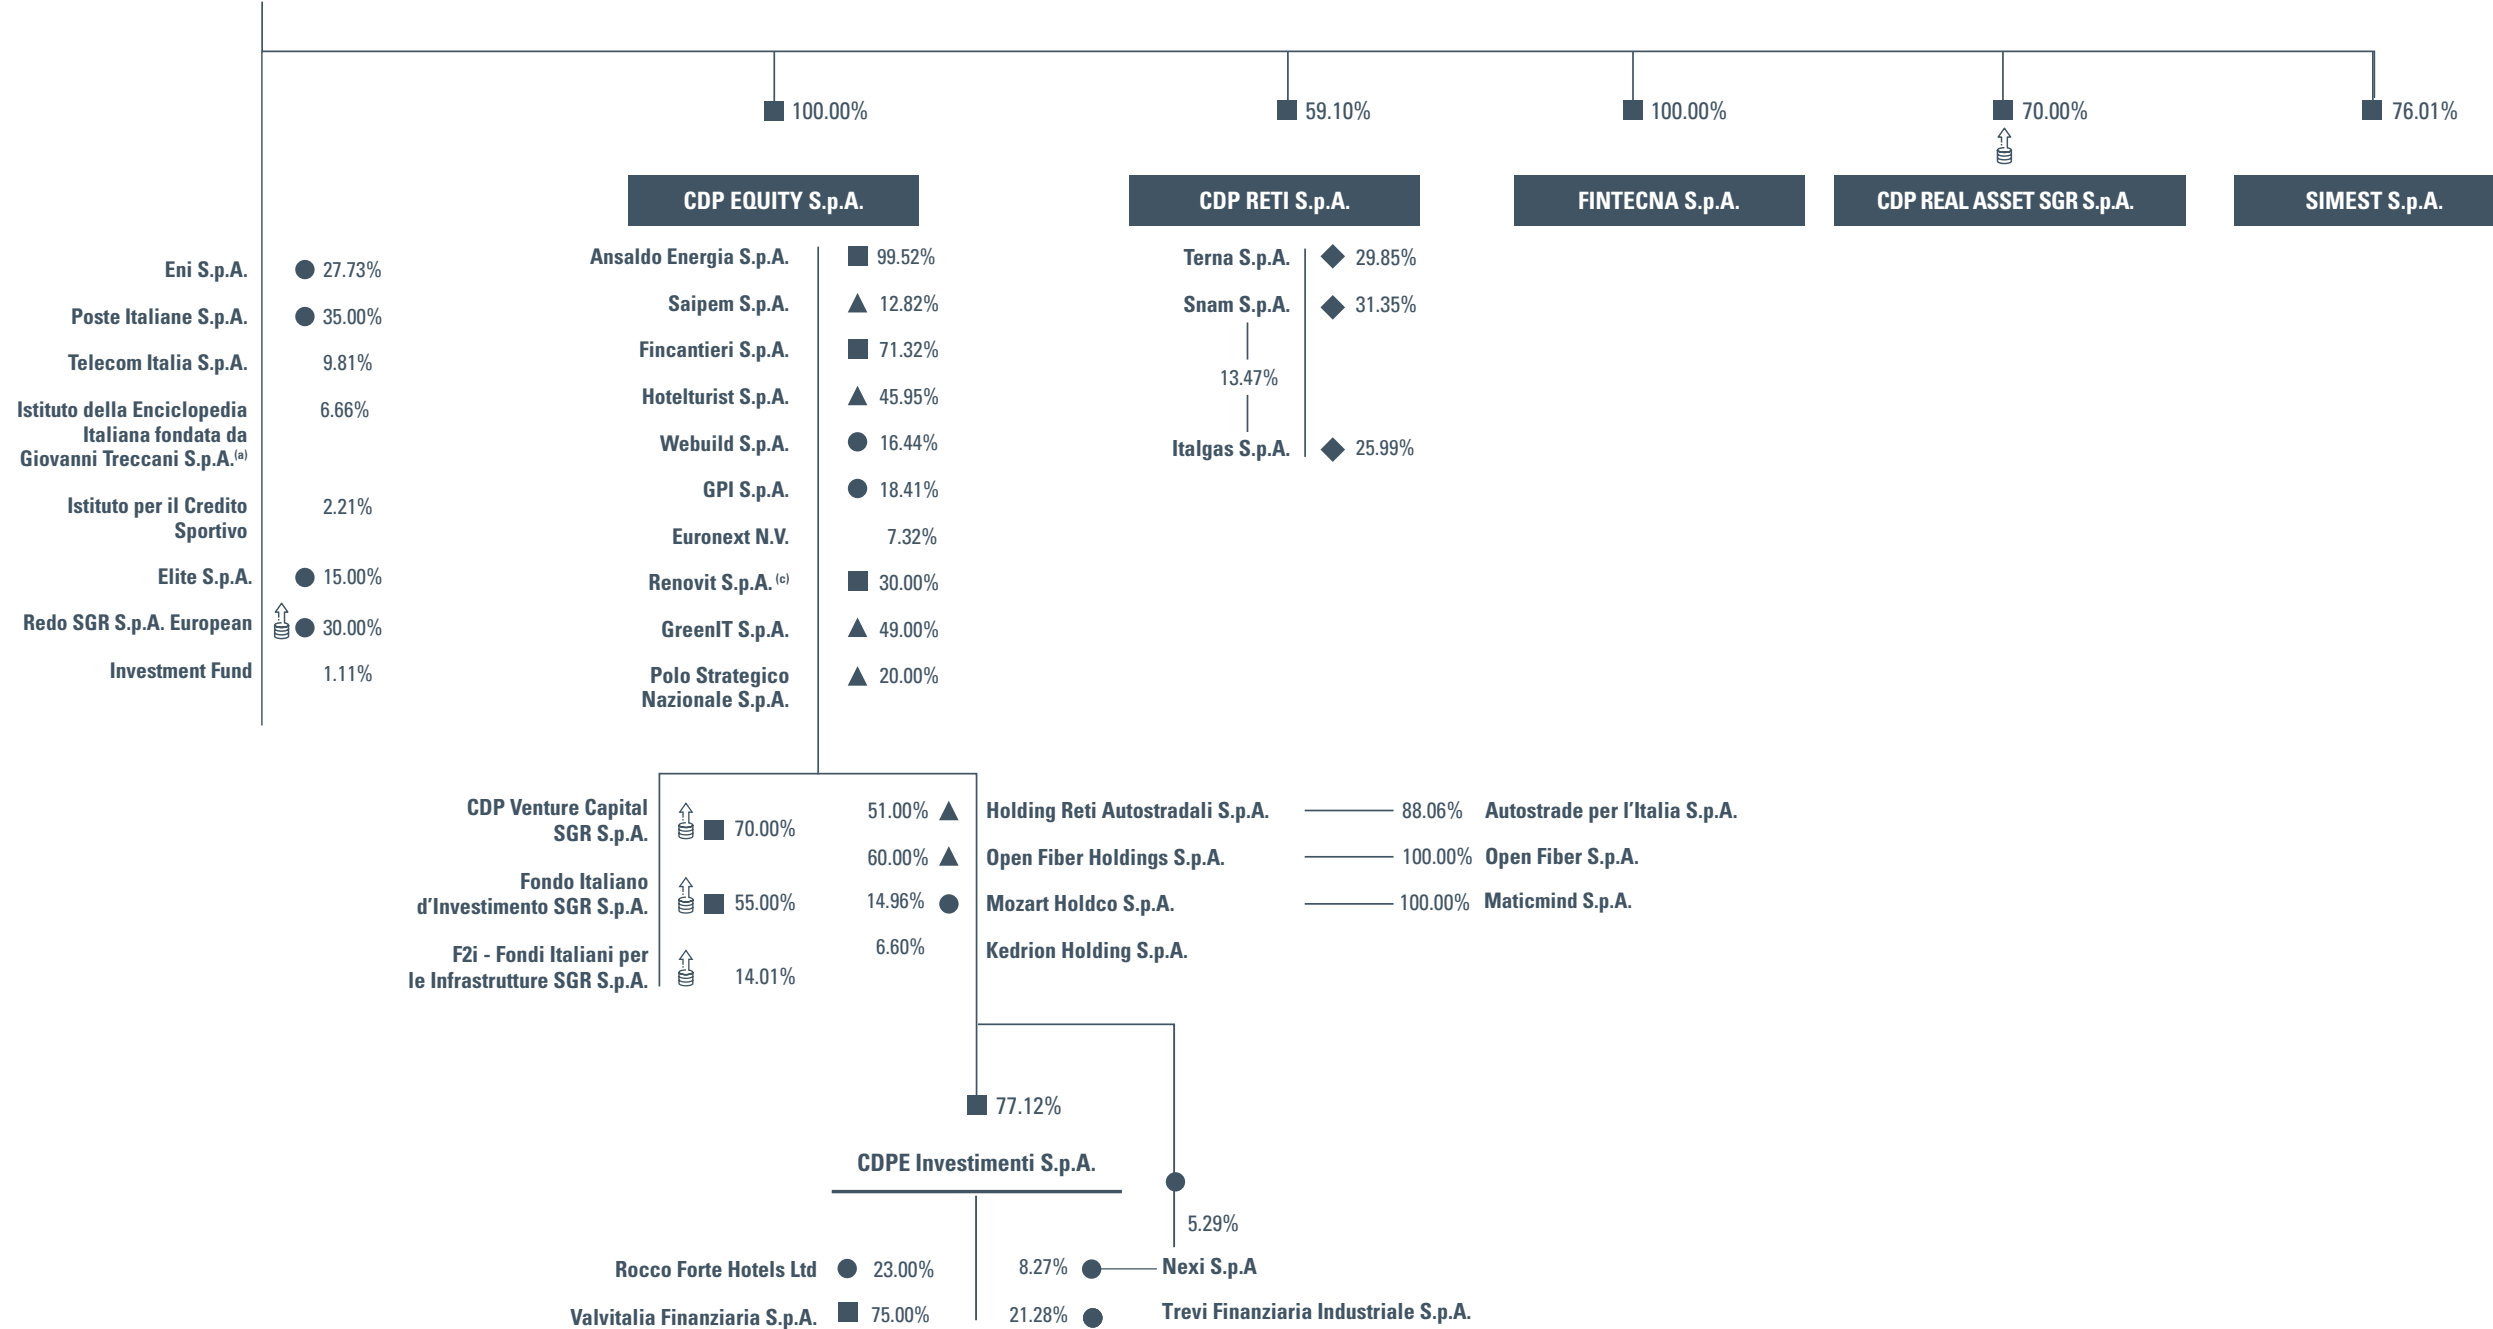 100.00%
59.10%
100.00%
70.00%
76.01%
CDP EQUITY S.p.A.
CDP RETI S.p.A.
FINTECNA S.p.A.
CDP REAL ASSET SGR S.p.A.
SIMEST S.p.A.
Eni S.p.A. 27.73%
Poste Italiane S.p.A. 35.00%
Telecom Italia S.p.A. 9.81%
Istituto della Enciclopedia 6.66%
Italiana fondata da
Giovanni Treccani S.p.A.(a)
Istituto per il Credito 2.21%
Sportivo
Elite S.p.A. 15.00%
Redo SGR S.p.A. European 30.00%
Investment Fund 1.11%
Ansaldo Energia S.p.A. 99.52%
Saipem S.p.A. 12.82%
Fincantieri S.p.A. 71.32%
Hotelturist S.p.A. 45.95%
Webuild S.p.A. 16.44%
GPI S.p.A. 18.41%
Euronext N.V. 7.32%
Renovit S.p.A. (c) 30.00%
GreenIT S.p.A. 49.00%
Polo Strategico 20.00%
Nazionale S.p.A.
Terna S.p.A. 29.85%
Snam S.p.A. 31.35%
13.47%
Italgas S.p.A. 25.99%
CDP Venture Capital
SGR S.p.A. 70.00%
Fondo Italiano
d'Investimento SGR S.p.A. 55.00%
F2i - Fondi Italiani per
le Infrastrutture SGR S.p.A. 14.01%
51.00% Holding Reti Autostradali S.p.A. 88.06% Autostrade per l'Italia S.p.A.
60.00% Open Fiber Holdings S.p.A. 100.00% Open Fiber S.p.A.
14.96% Mozart Holdco S.p.A. 100.00% Maticmind S.p.A.
6.60% Kedrion Holding S.p.A.
77.12%
CDPE Investimenti S.p.A.
5.29%
Rocco Forte Hotels Ltd 23.00%
8.27% Nexi S.p.A
Valvitalia Finanziaria S.p.A. 75.00%
21.28% Trevi Finanziaria Industriale S.p.A.